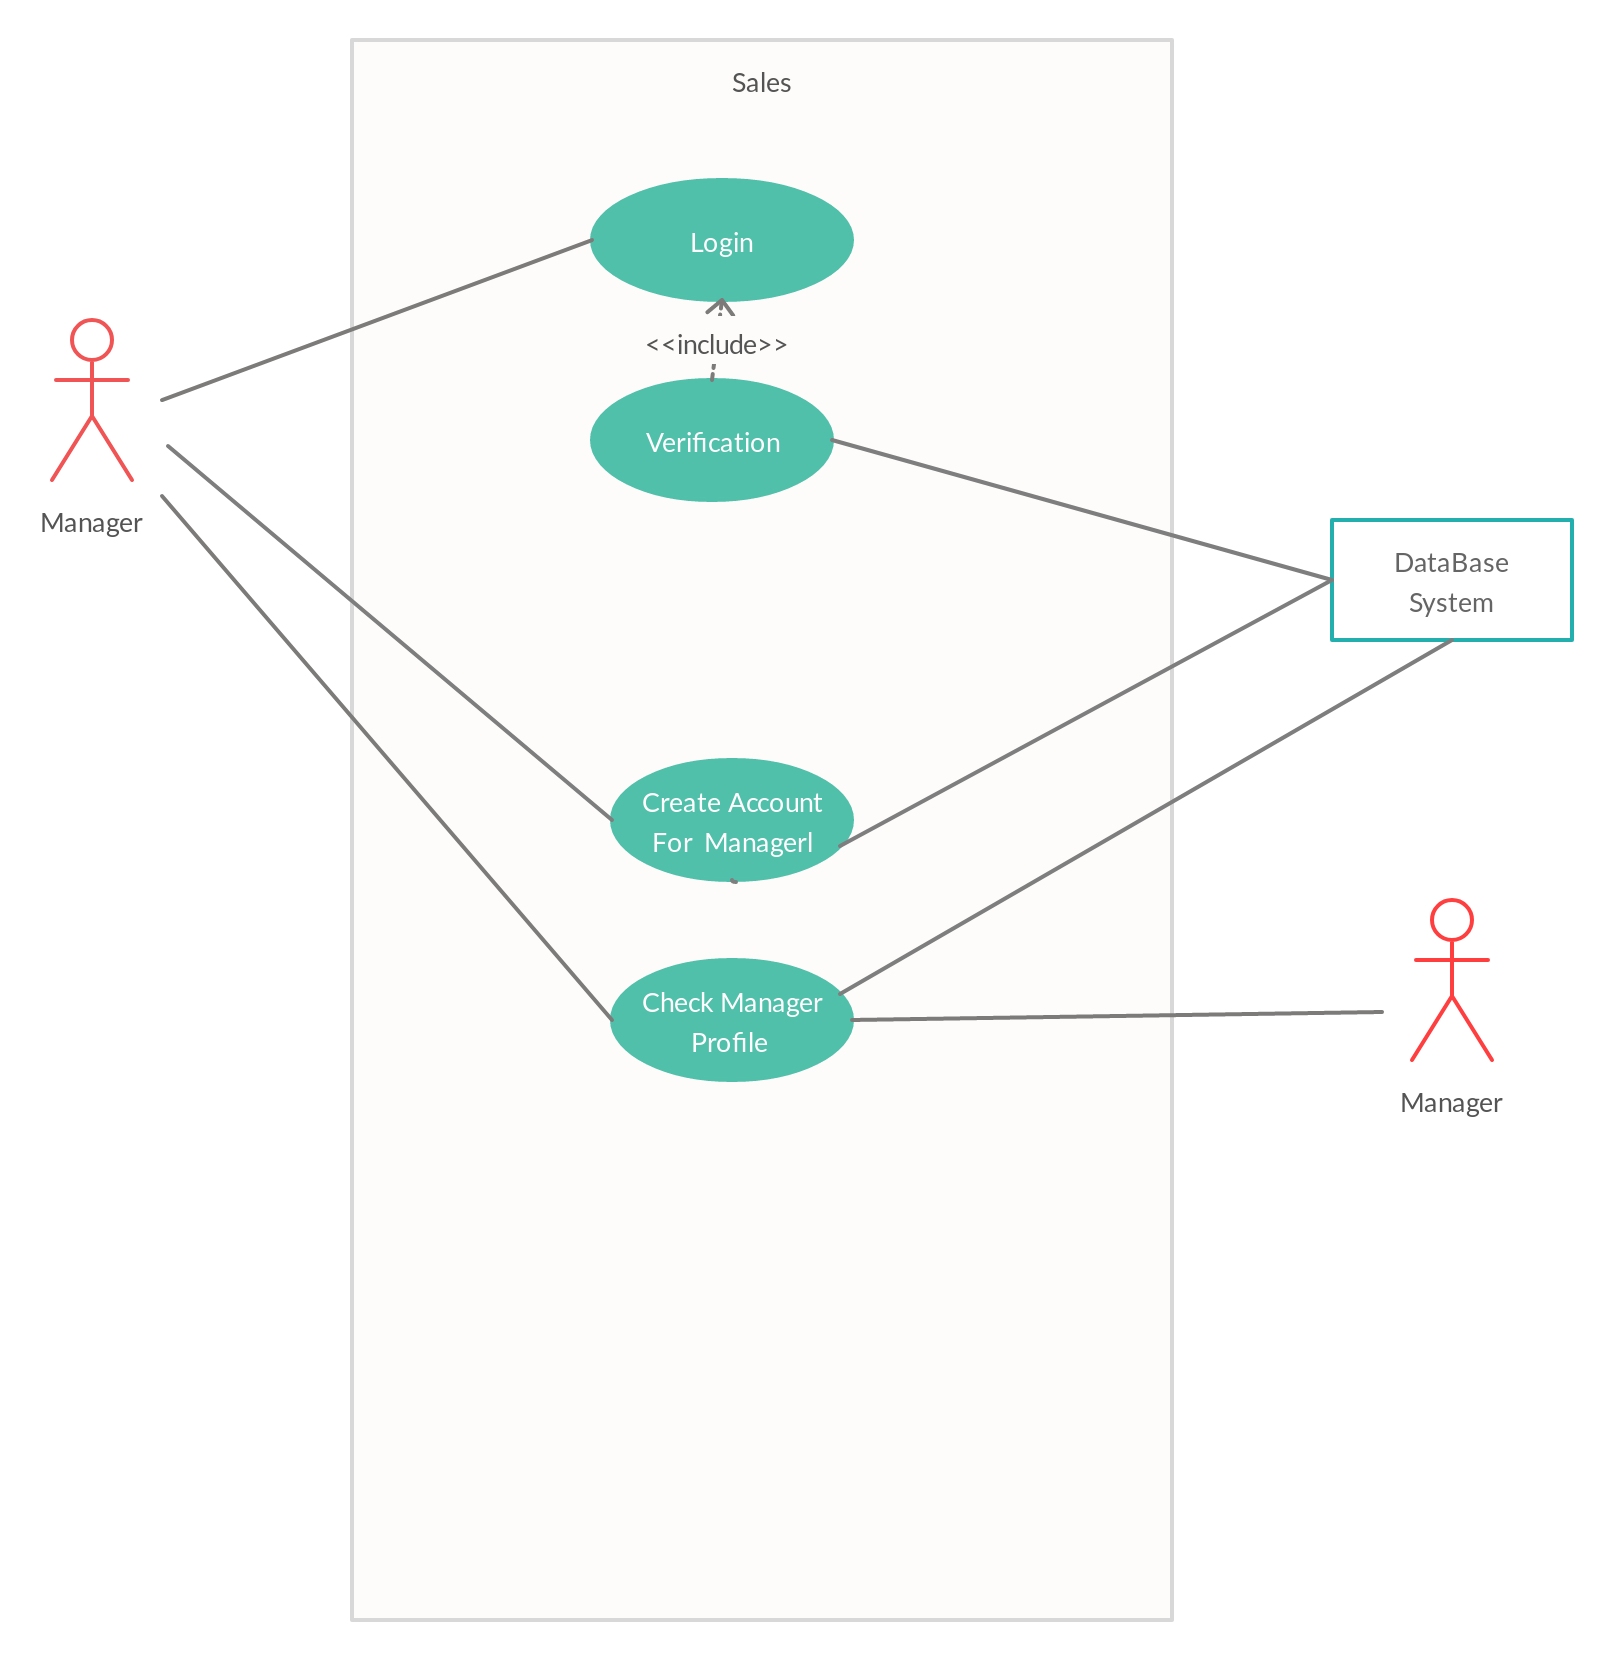 Sales
Login
<<include>>
Verification
Manager
DataBase
System
Create Account
For  Managerl
Check Manager
Profile
Manager